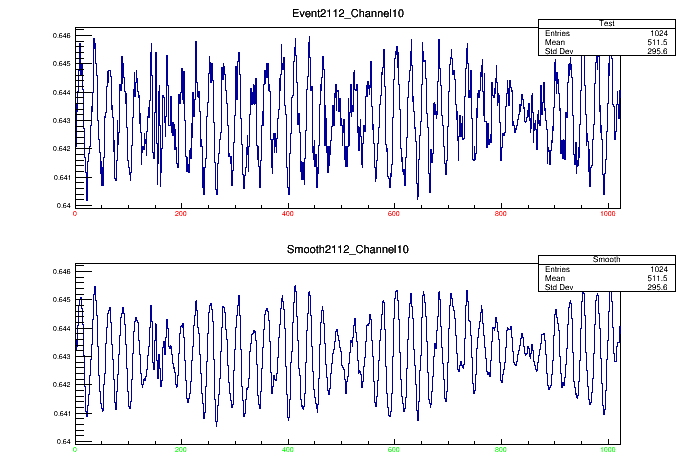 Event2112_Channel10
Test
Entries 1024
Mean 511.5
Std Dev 295.6
0.646
0.645
0.644
0.643
0.642
0.641
0.64
0 200 400 600 800 1000
Smooth2112_Channel10
Smooth
Entries 1024
Mean 511.5
Std Dev 295.6
0.646
0.645
0.644
0.643
0.642
0.641
0.64
0 200 400 600 800 1000